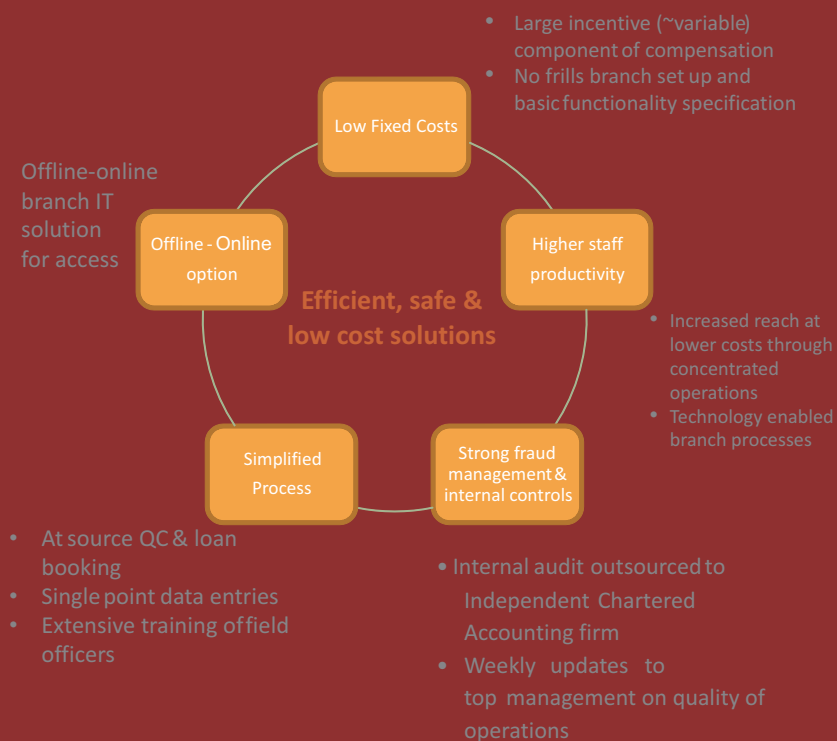 • Large incentive (~variable)
component of compensation
• No frills branch set up and
basic functionality specification
Low Fixed Costs
Offline-online
branch IT
solution
for access
Offline - Online
option
Higher staff
productivity
Efficient, safe &
low cost solutions
• Increased reach at
lower costs through
concentrated
operations
• Technology enabled
branch processes
Simplified
Process
Strong fraud
management &
internal controls
• At source QC & loan
booking
• Single point data entries
• Extensive training of field
officers
• Internal audit outsourced to
Independent Chartered
Accounting firm
• Weekly updates to
top management on quality of
operations